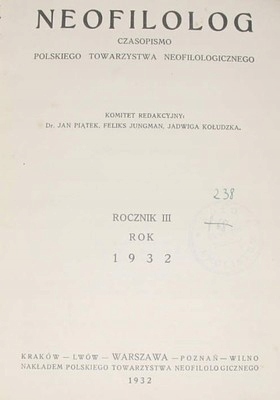 NEOFILOLOG
CZASOPISMO
POLSKIEGO TOWARZYSTWA NEOFILOLOGICZNEGO
KOMITET REDAKCYJNY:
Dr. JAN PIĄTEK, FELIKS JUNGMAN, JADWIGA KOŁUDZKA.
238
ROCZNIK III
ROK
1932
KRAKÓW — LWÓW — WARSZAWA — POZNAŃ — WILNO
NAKŁADEM POLSKIEGO TOWARZYSTWA NEOFILOLOGICZNEGO
1932